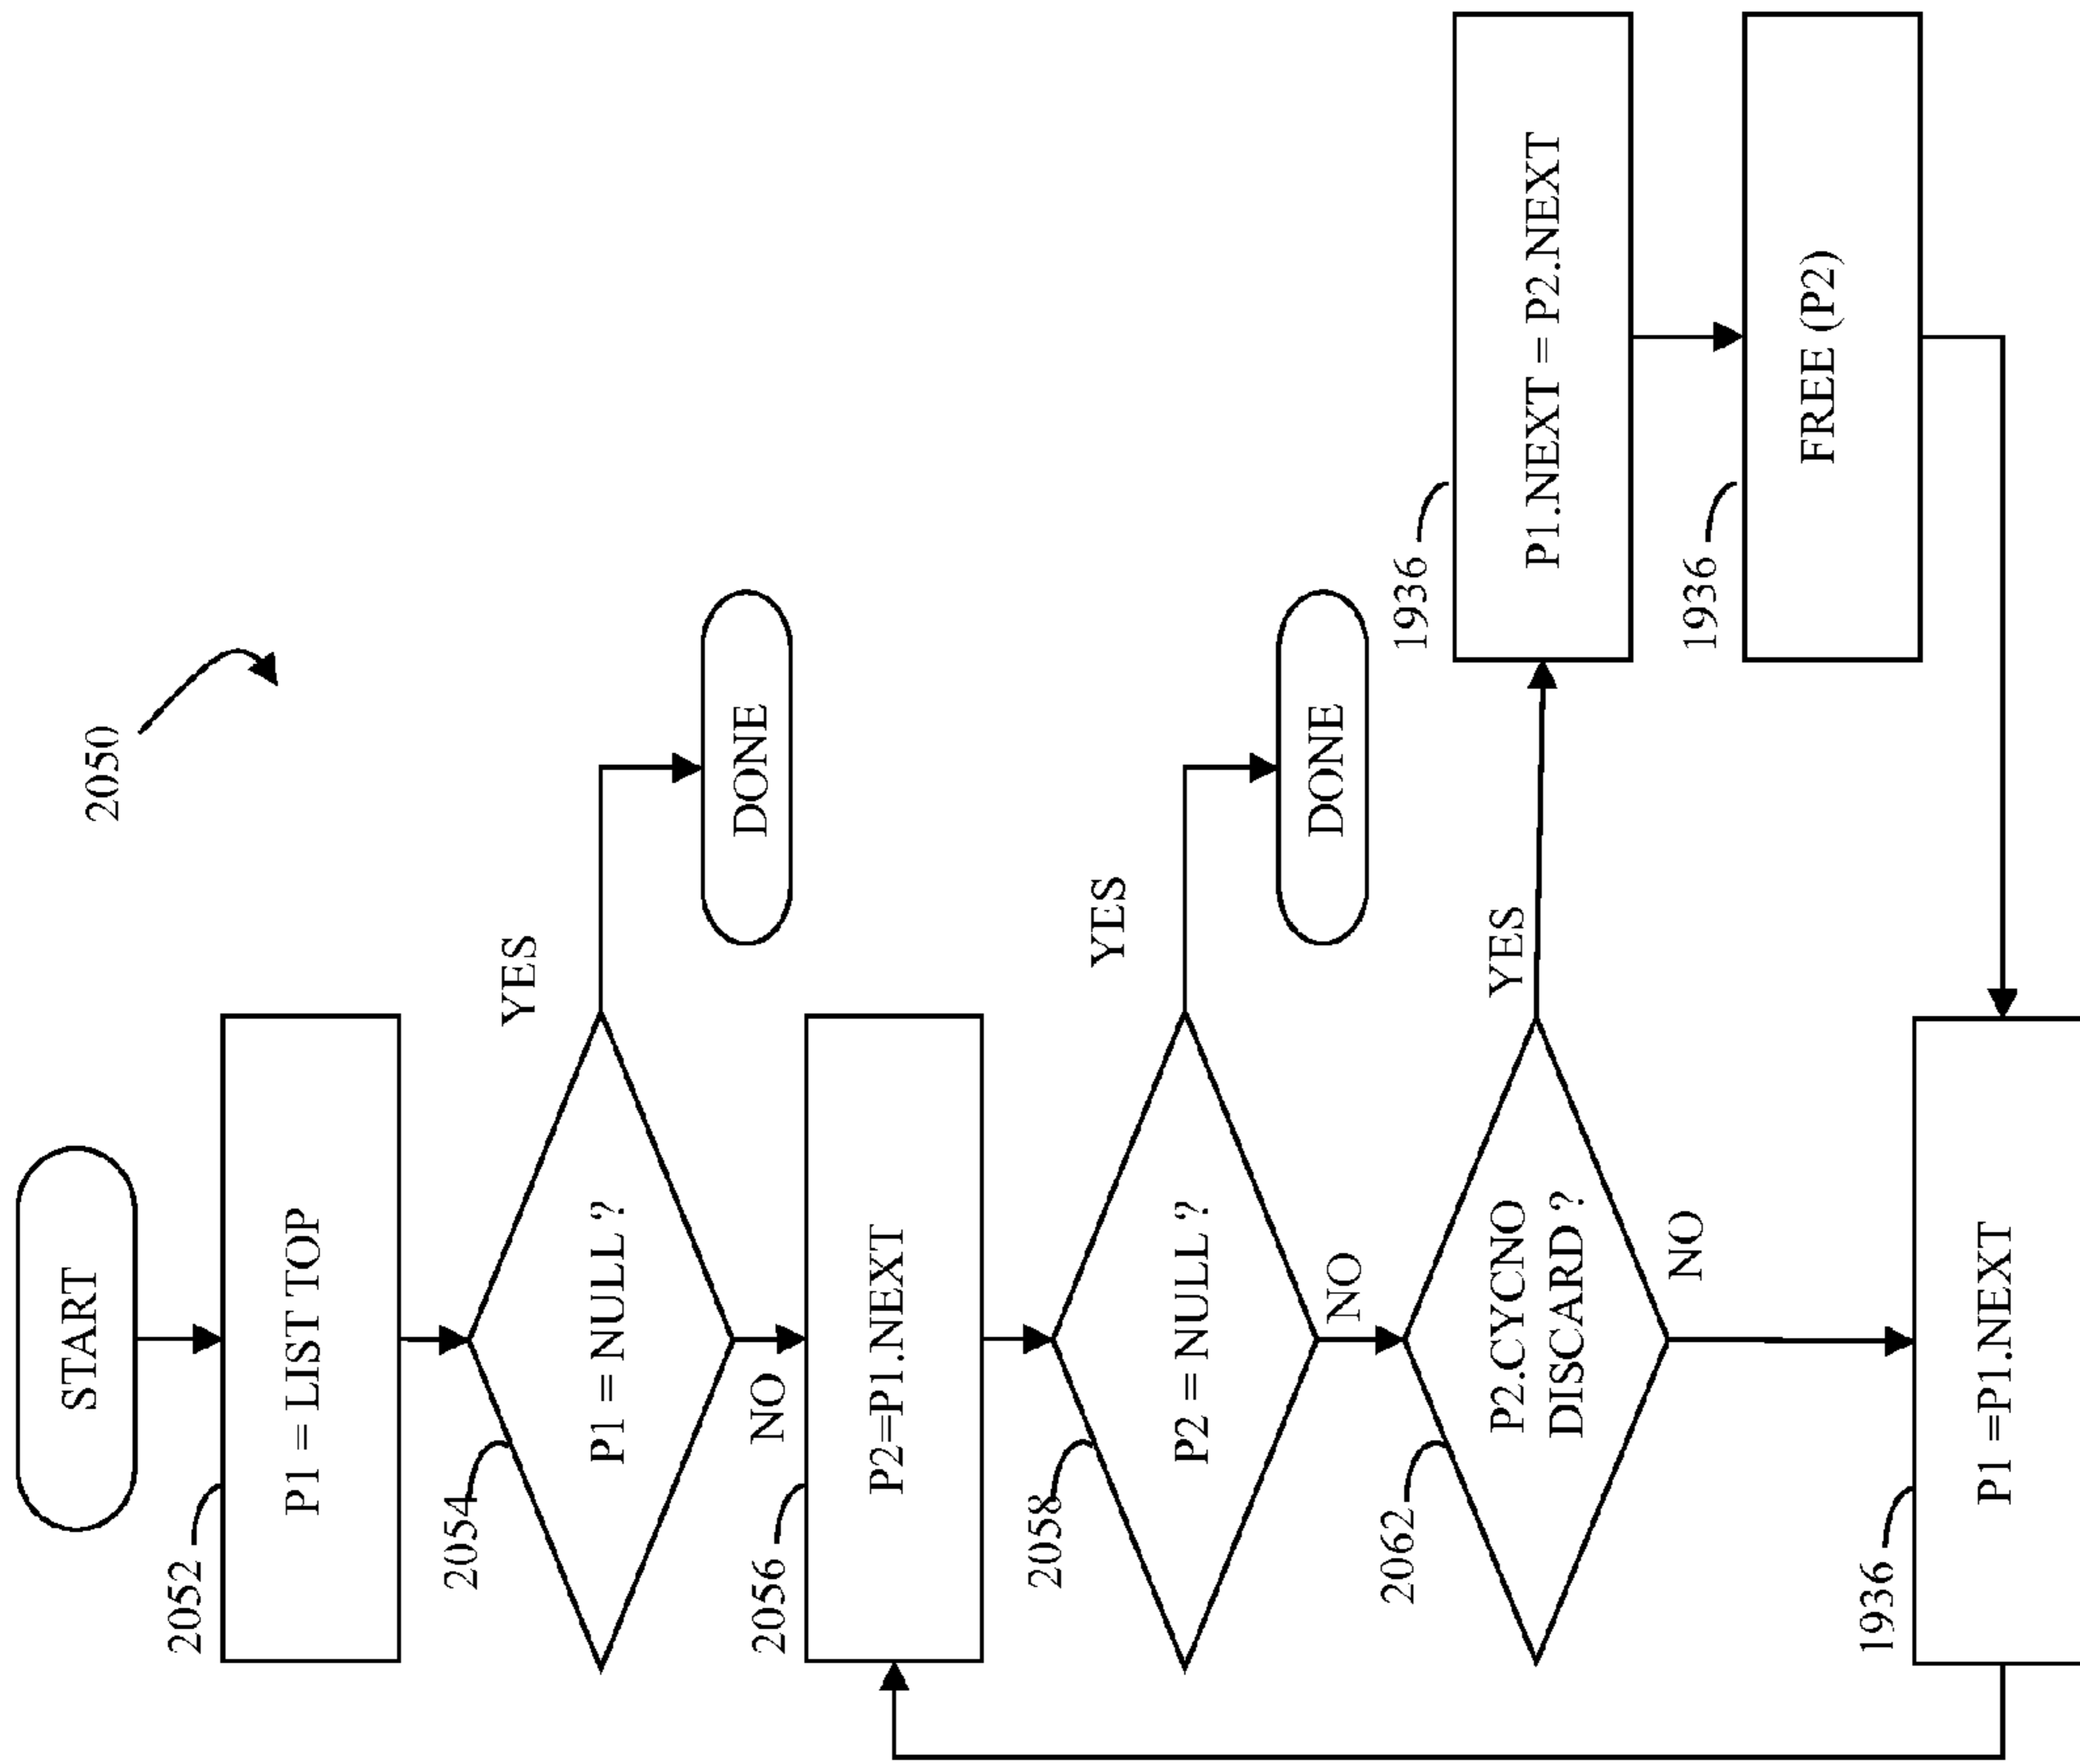 2050
START
2052
P1 = LIST TOP
2054
P1 = NULL ?
YES
DONE
NO
2056
P2=P1.NEXT
2058
P2 = NULL ?
YES
DONE
NO
2062
P2.CYCNO
DISCARD ?
YES
1936
P1.NEXT = P2.NEXT
1936
FREE (P2)
NO
1936
P1 =P1.NEXT